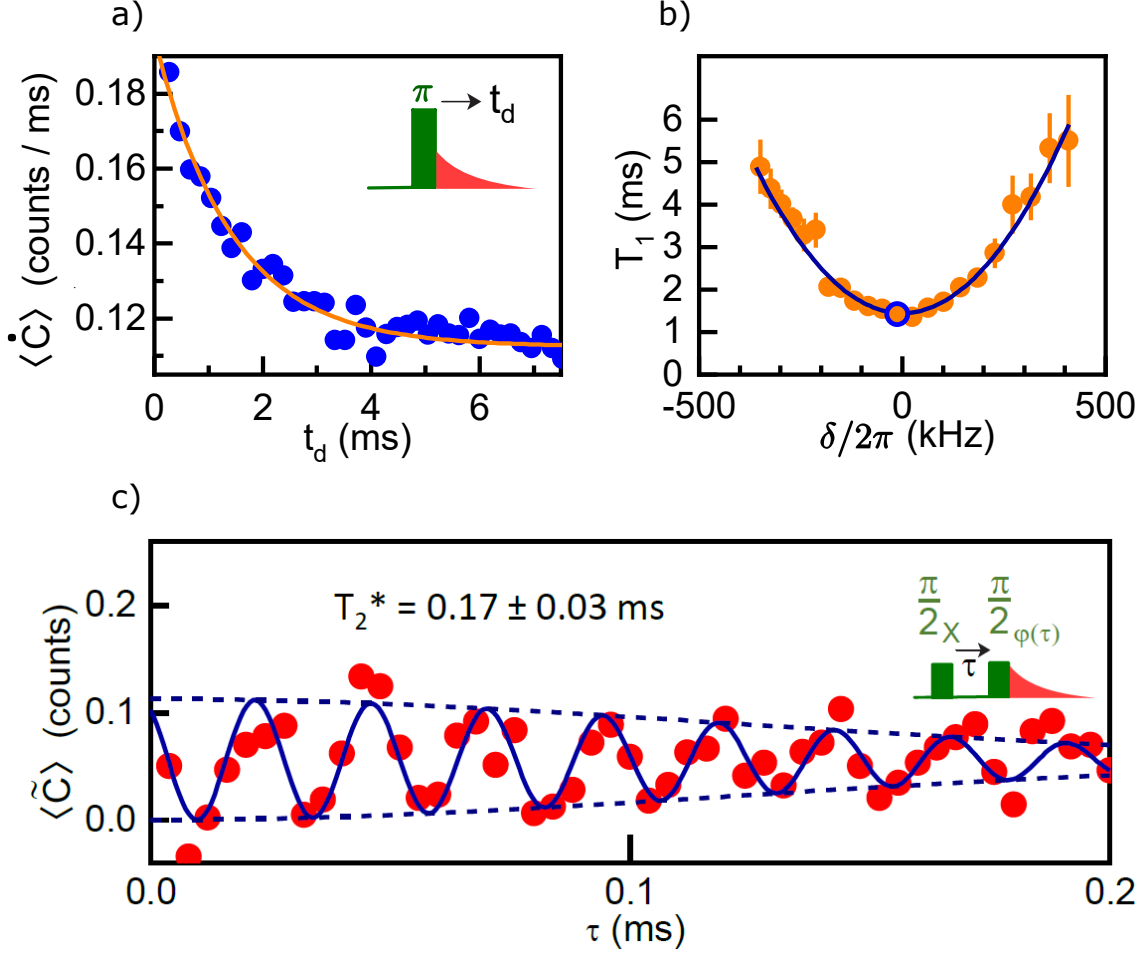 a)
b)
⟨Ċ⟩ (counts / ms)
0.18
0.16
0.14
0.12
π → t_d
0
2
4
6
t_d (ms)
T_1 (ms)
6
5
4
3
2
1
0
-500
0
500
δ/2π (kHz)
c)
⟨C̃⟩ (counts)
0.2
0.1
0.0
T_2* = 0.17 ± 0.03 ms
π/2 X
τ
π/2 φ(τ)
0.0
0.1
0.2
τ (ms)